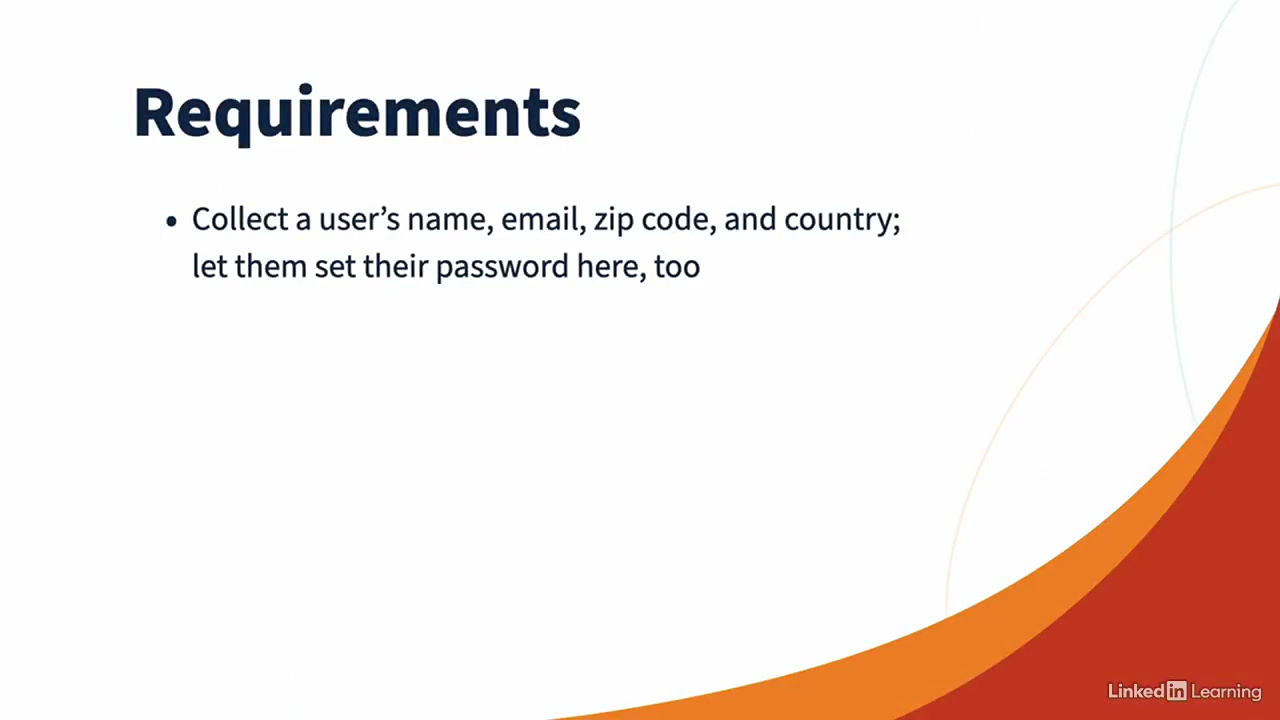 Requirements
• Collect a user’s name, email, zip code, and country;
let them set their password here, too
LinkedIn Learning